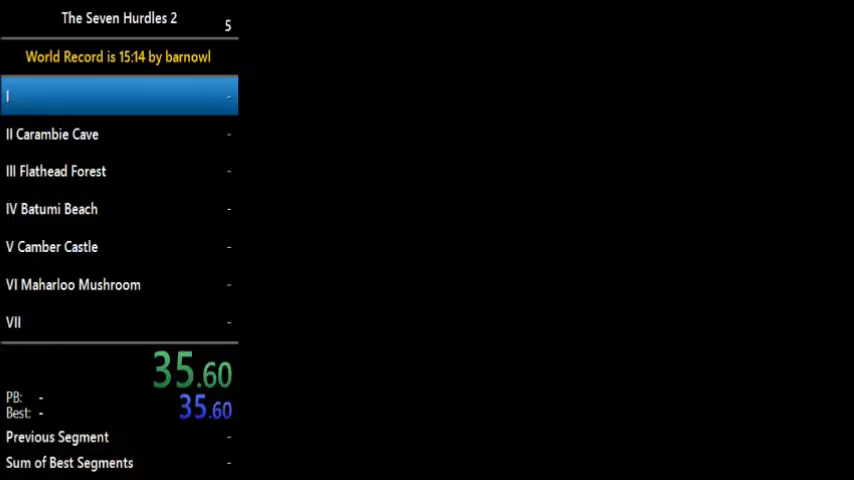 The Seven Hurdles 2
5
World Record is 15:14 by barnowl
I -
II Carambie Cave -
III Flathead Forest -
IV Batumi Beach -
V Camber Castle -
VI Maharloo Mushroom -
VII -
35.60
PB: -
Best: - 35.60
Previous Segment -
Sum of Best Segments -